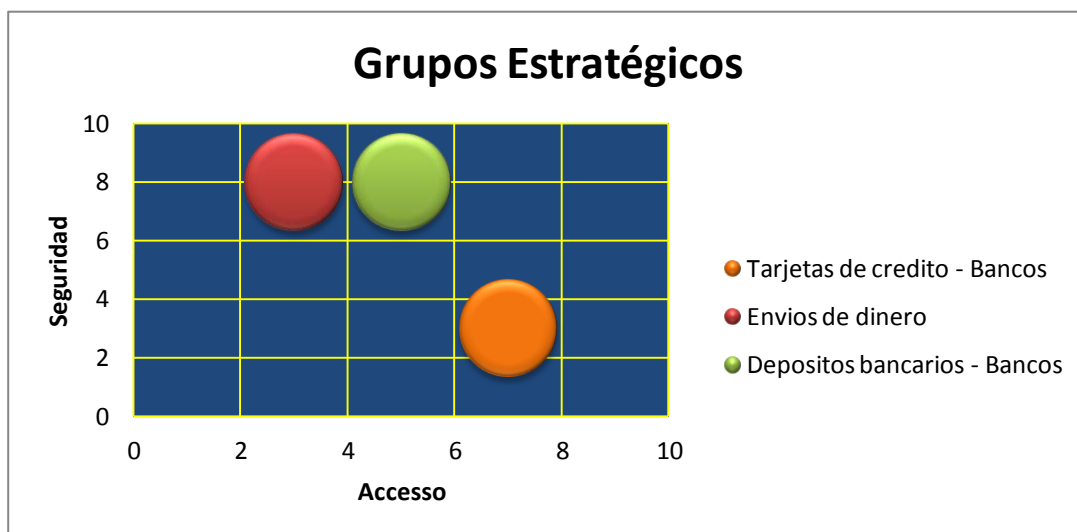 Grupos Estratégicos
10
8
6
4
2
0
Seguridad
0 2 4 6 8 10
Accesso
Tarjetas de credito - Bancos
Envios de dinero
Depositos bancarios - Bancos